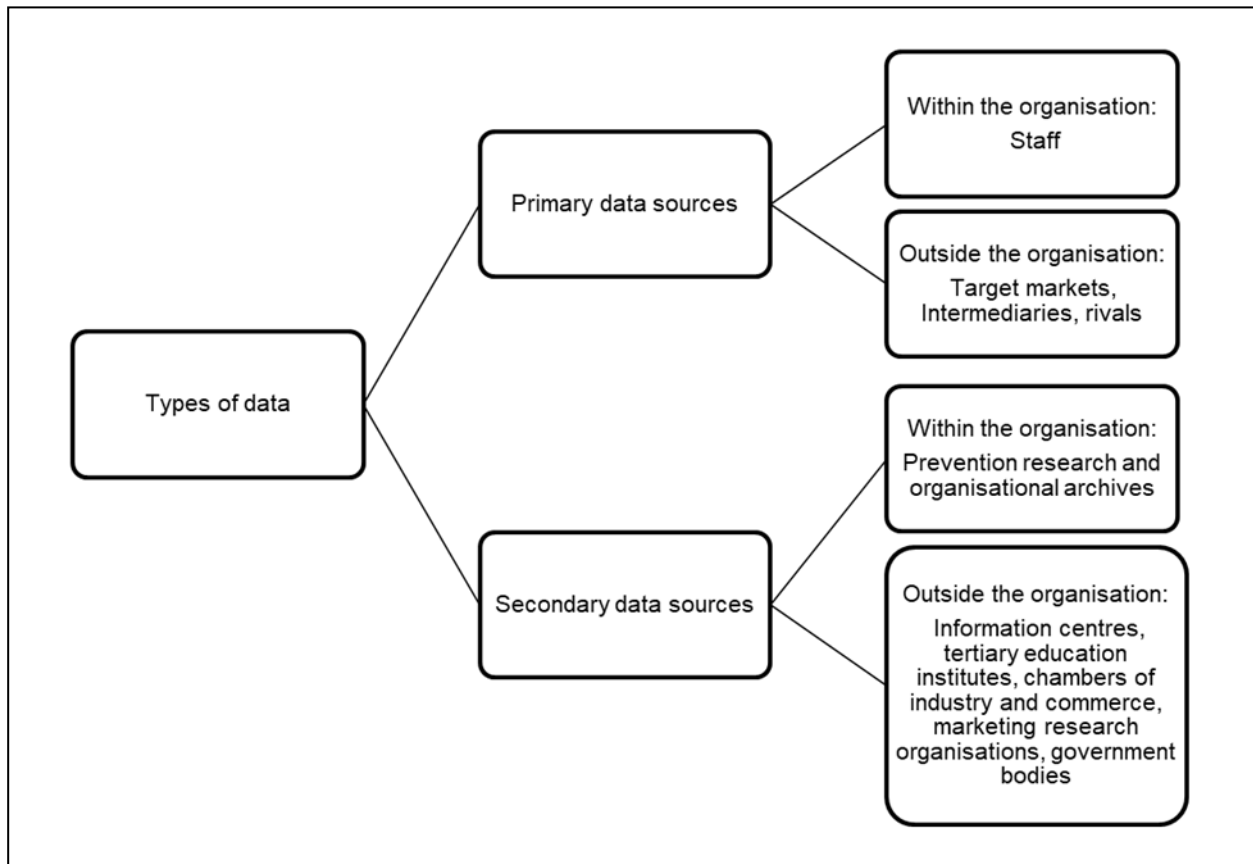 Types of data
Primary data sources
Within the organisation:
Staff
Outside the organisation:
Target markets,
Intermediaries, rivals
Secondary data sources
Within the organisation:
Prevention research and
organisational archives
Outside the organisation:
Information centres,
tertiary education
institutes, chambers of
industry and commerce,
marketing research
organisations, government
bodies